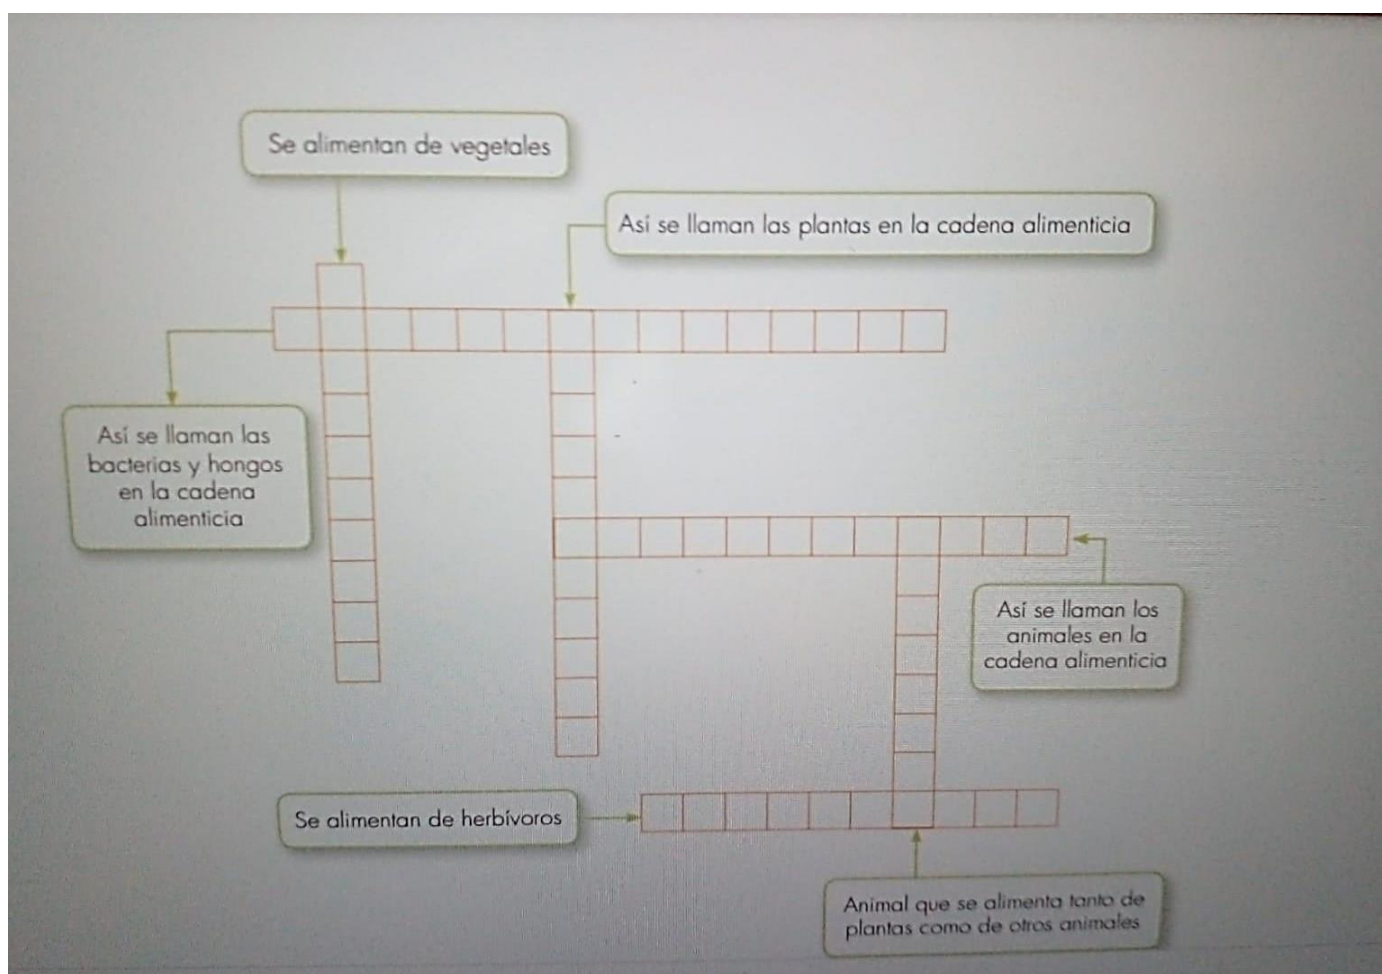 Se alimentan de vegetales
Así se llaman las plantas en la cadena alimenticia
Así se llaman las
bacterias y hongos
en la cadena
alimenticia
Así se llaman los
animales en la
cadena alimenticia
Se alimentan de herbívoros
Animal que se alimenta tanto de
plantas como de otros animales